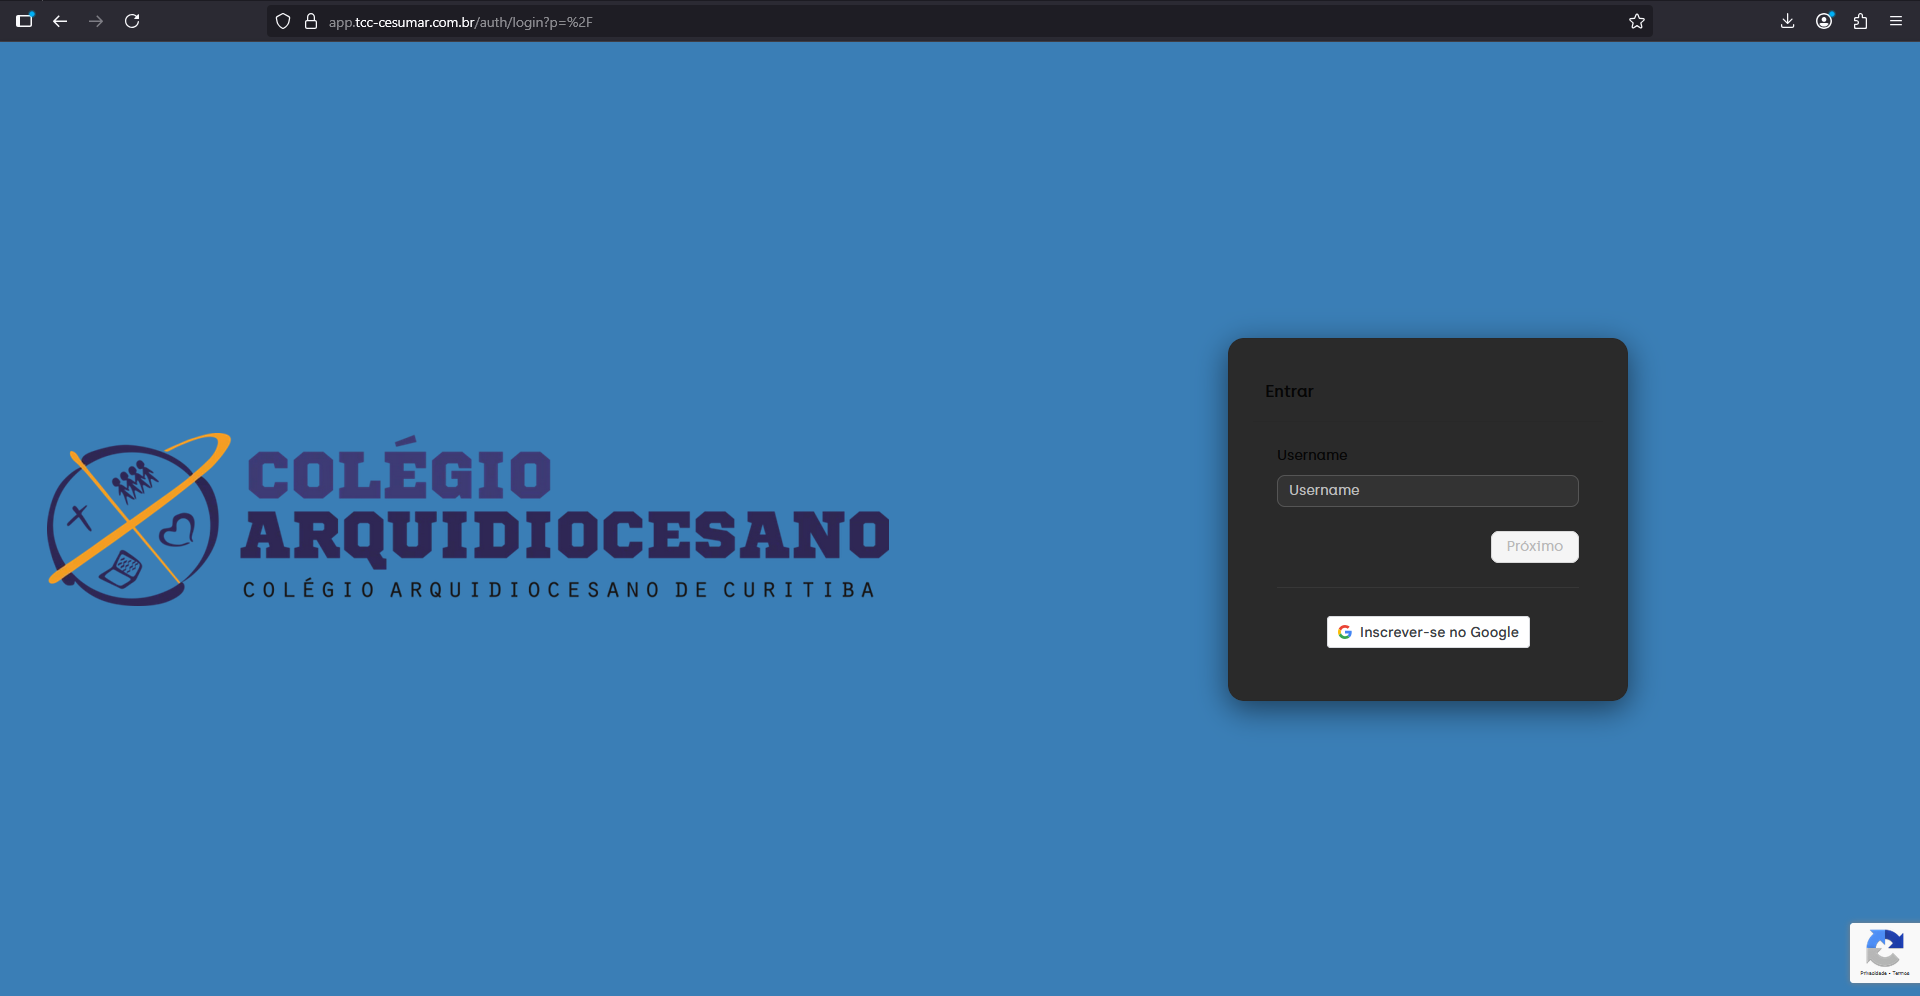 app.tcc-cesumar.com.br/auth/login?p=%2F
COLÉGIO
ARQUIDIOCESANO
COLÉGIO ARQUIDIOCESANO DE CURITIBA
Entrar
Username
Username
Próximo
Inscrever-se no Google
Privacidade • Termos